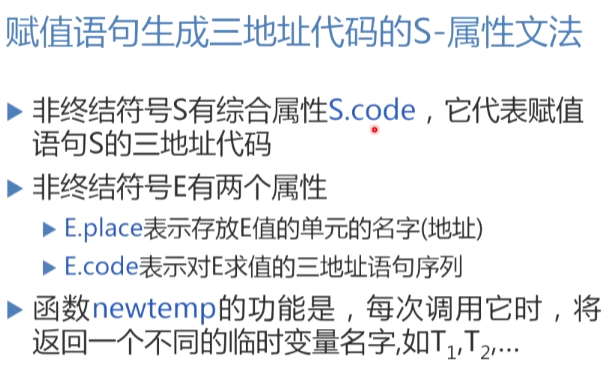 赋值语句生成三地址代码的S-属性文法
非终结符号S有综合属性S.code，它代表赋值
语句S的三地址代码
非终结符号E有两个属性
E.place表示存放E值的单元的名字(地址)
E.code表示对E求值的三地址语句序列
函数newtemp的功能是，每次调用它时，将
返回一个不同的临时变量名字,如T₁,T₂,...